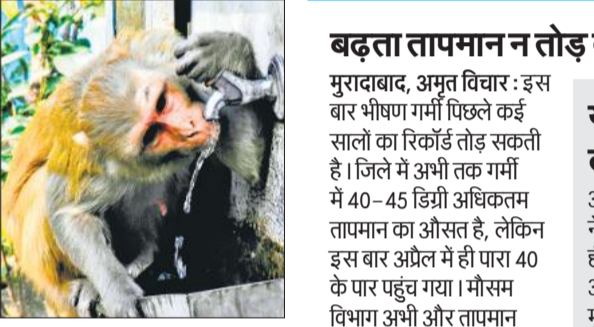 बढ़ता तापमान न तोड़
मुरादाबाद, अमृत विचार : इस
बार भीषण गर्मी पिछले कई
सालों का रिकॉर्ड तोड़ सकती
है। जिले में अभी तक गर्मी
में 40-45 डिग्री अधिकतम
तापमान का औसत है, लेकिन
इस बार अप्रैल में ही पारा 40
के पार पहुंच गया। मौसम
विभाग अभी और तापमान